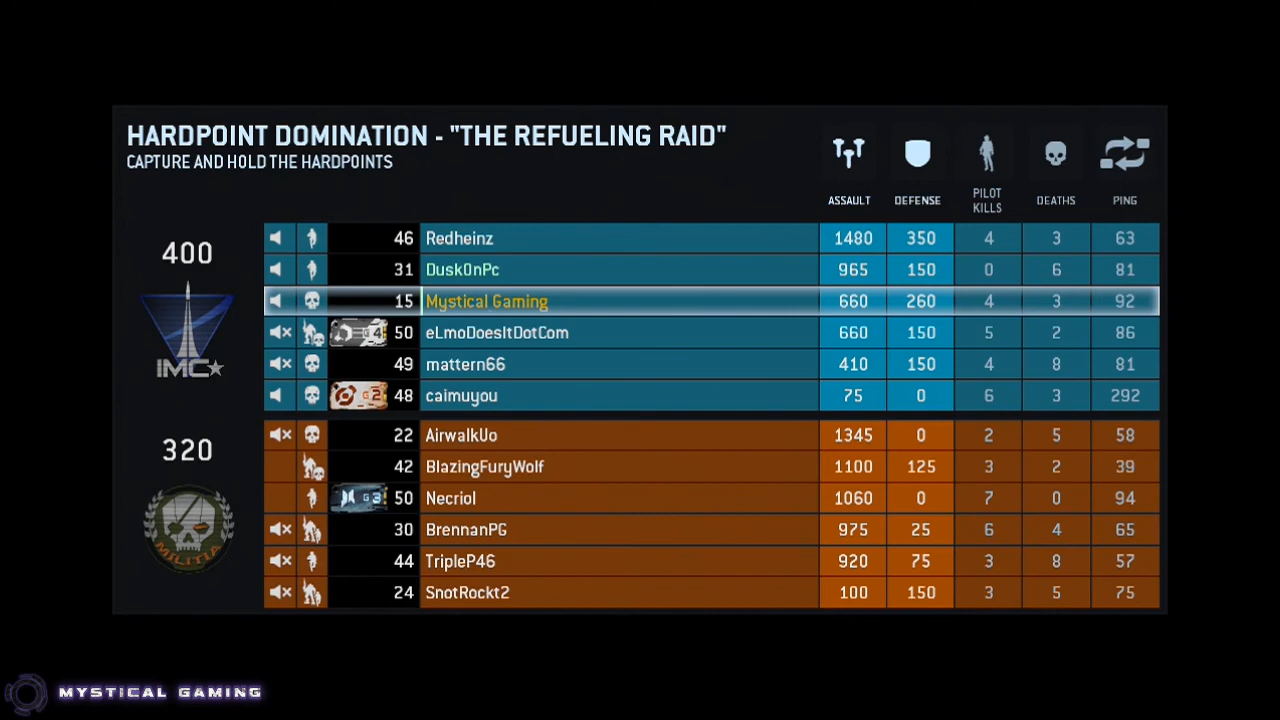 HARDPOINT DOMINATION - "THE REFUELING RAID"
CAPTURE AND HOLD THE HARDPOINTS
ASSAULT DEFENSE PILOT KILLS DEATHS PING
400
IMC
46 Redheinz 1480 350 4 3 63
31 DuskOnPc 965 150 0 6 81
15 Mystical Gaming 660 260 4 3 92
G4 50 eLmoDoesItDotCom 660 150 5 2 86
49 mattern66 410 150 4 8 81
G2 48 caimuyou 75 0 6 3 292
320
MILITIA
22 AirwalkUo 1345 0 2 5 58
42 BlazingFuryWolf 1100 125 3 2 39
G3 50 Necriol 1060 0 7 0 94
30 BrennanPG 975 25 6 4 65
44 TripleP46 920 75 3 8 57
24 SnotRockt2 100 150 3 5 75
MYSTICAL GAMING